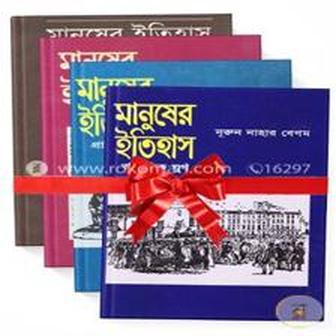 মানুষের ইতিহাস
মানুষের
মানুষের
মানুষের
ইতিহাস
নূরুন নাহার বেগম
যুগ
www.rokomari.com
16297